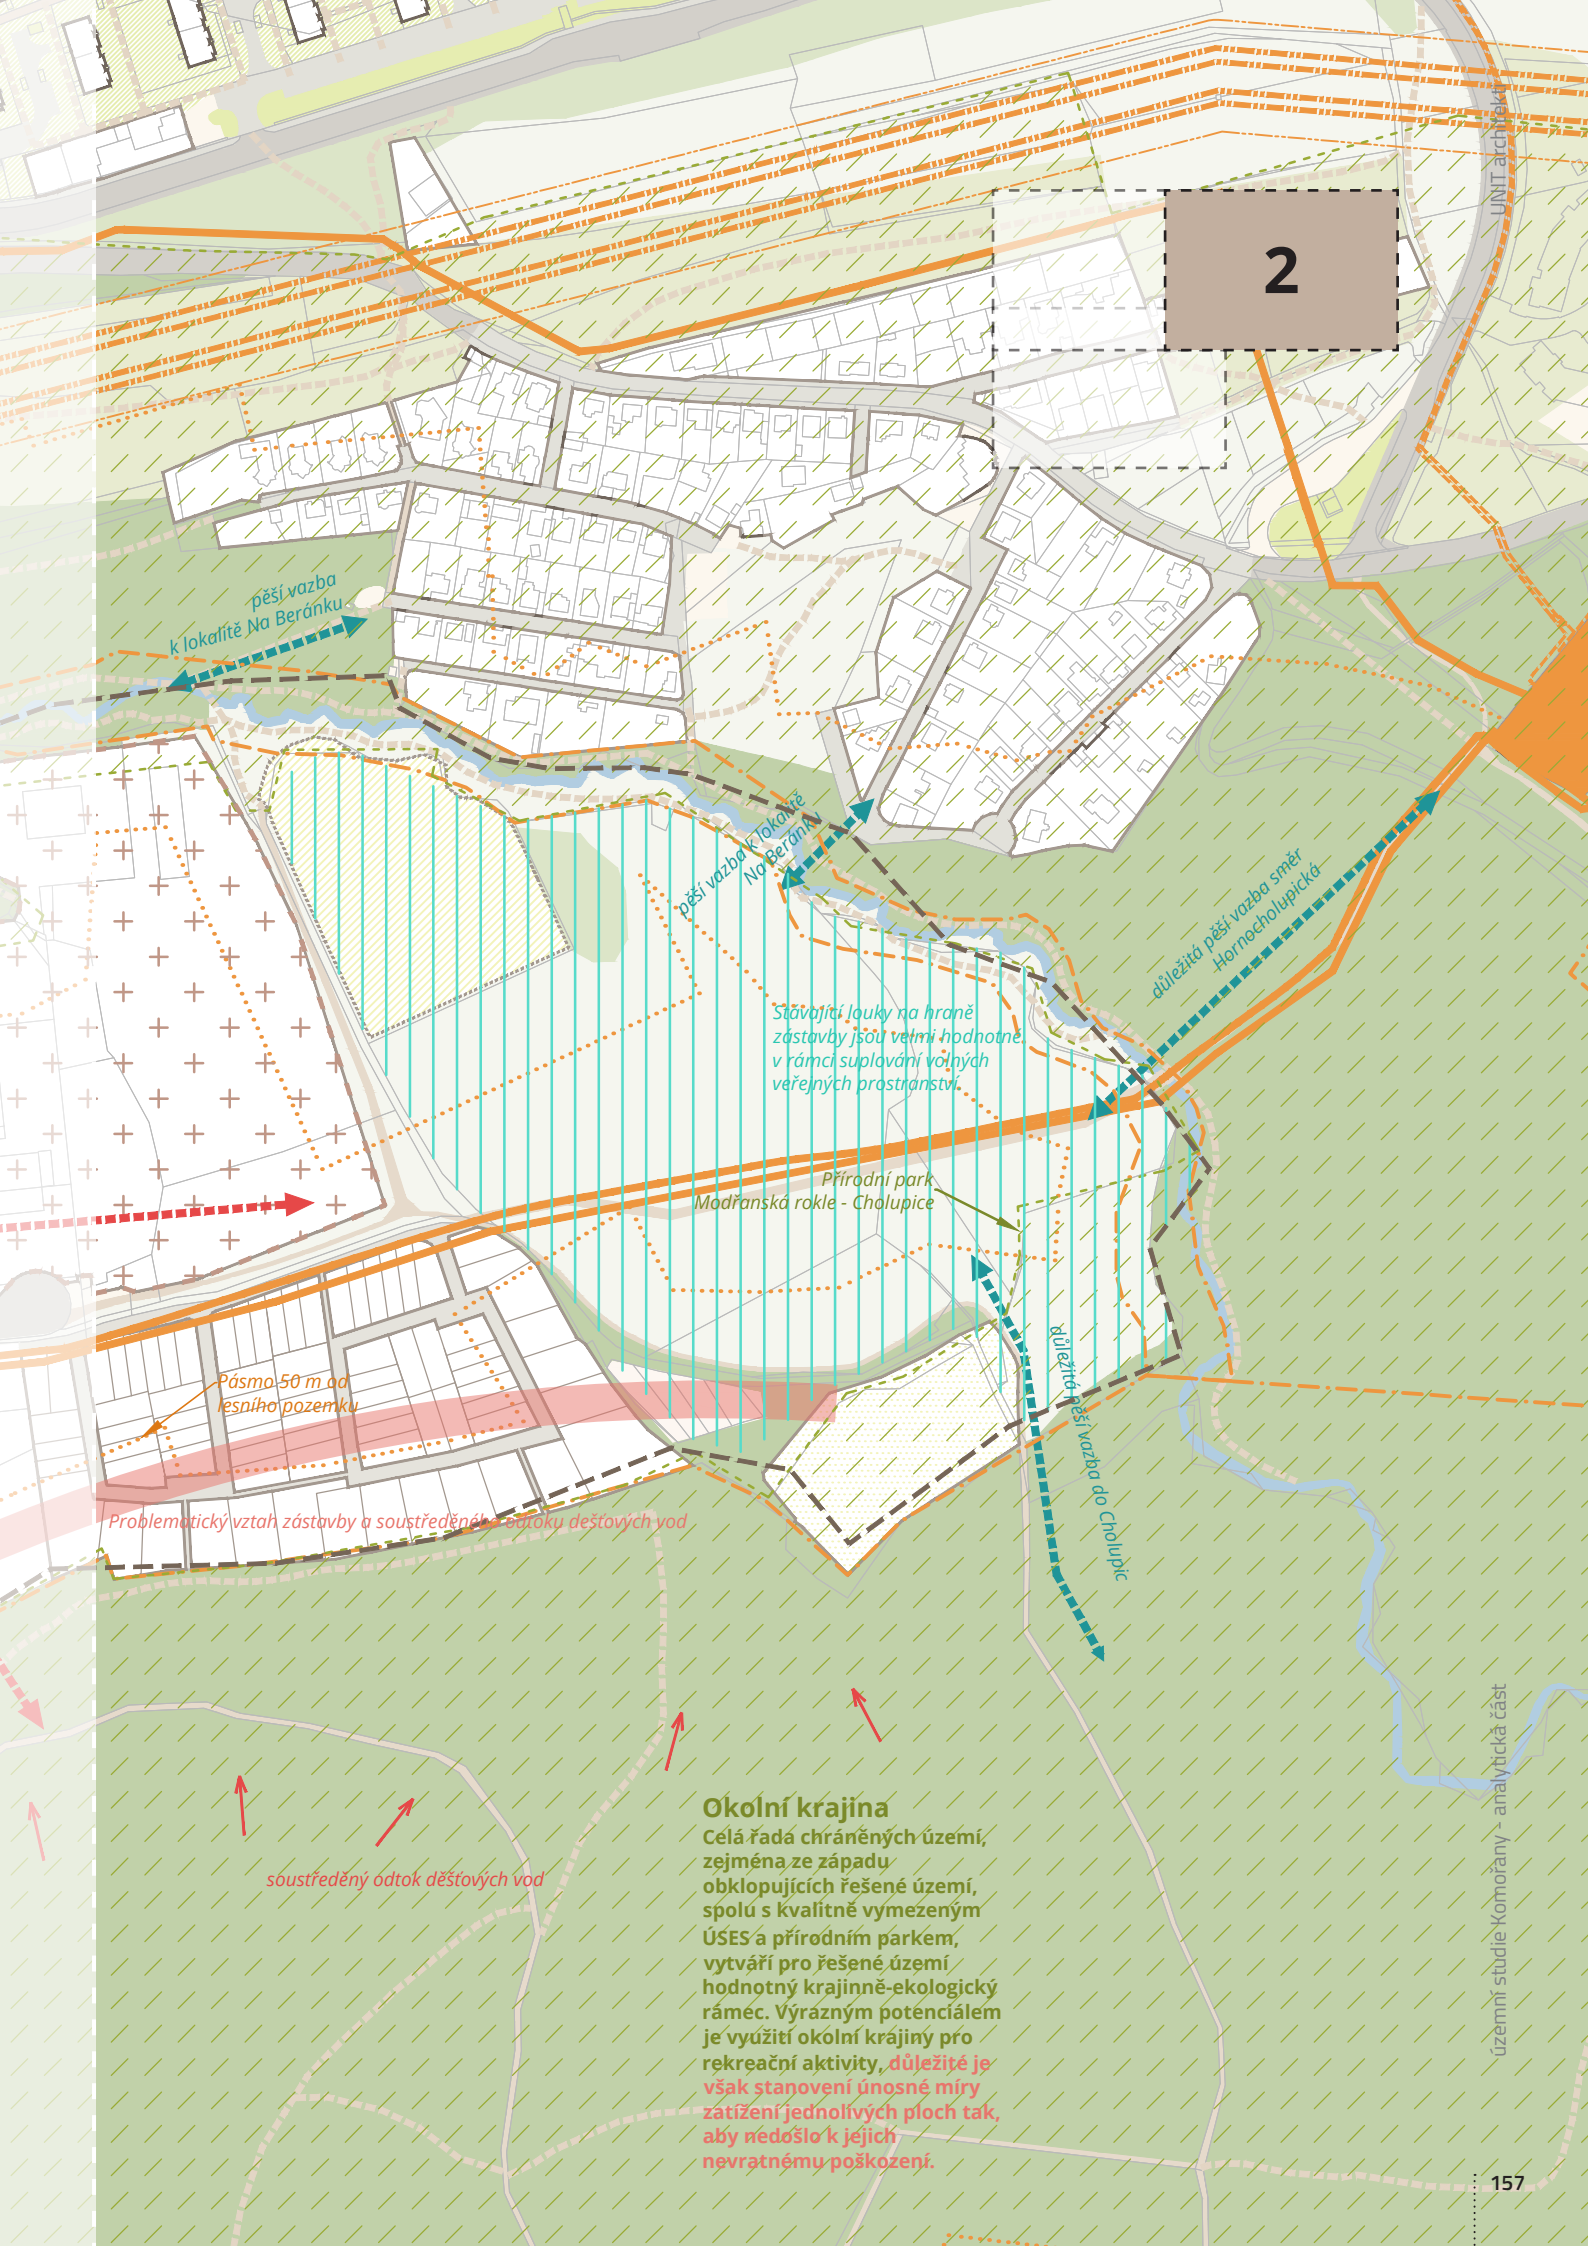 UNIT architekti
2
pěší vazba
k lokalitě Na Beránku
pěší vazba k lokalitě
Na Beránku
důležitá pěší vazba směr
Hornocholupická
Stávající louky na hraně
zástavby jsou velmi hodnotné
v rámci suplování volných
veřejných prostranství.
Přírodní park
Modřanská rokle - Cholupice
důležitá pěší vazba do Cholupic
Pásmo 50 m od
lesního pozemku
Problematický vztah zástavby a soustředěného odtoku dešťových vod
soustředěný odtok děšťových vod
Okolní krajina
Celá řada chráněných území,
zejména ze západu
obklopujících řešené území,
spolu s kvalitně vymezeným
ÚSES a přírodním parkem,
vytváří pro řešené území
hodnotný krajinně-ekologický
rámec. Výrazným potenciálem
je využití okolní krajiny pro
rekreační aktivity, důležité je
však stanovení únosné míry
zatížení jednolivých ploch tak,
aby nedošlo k jejich
nevratnému poškození.
územní studie Komořany - analytická část
157